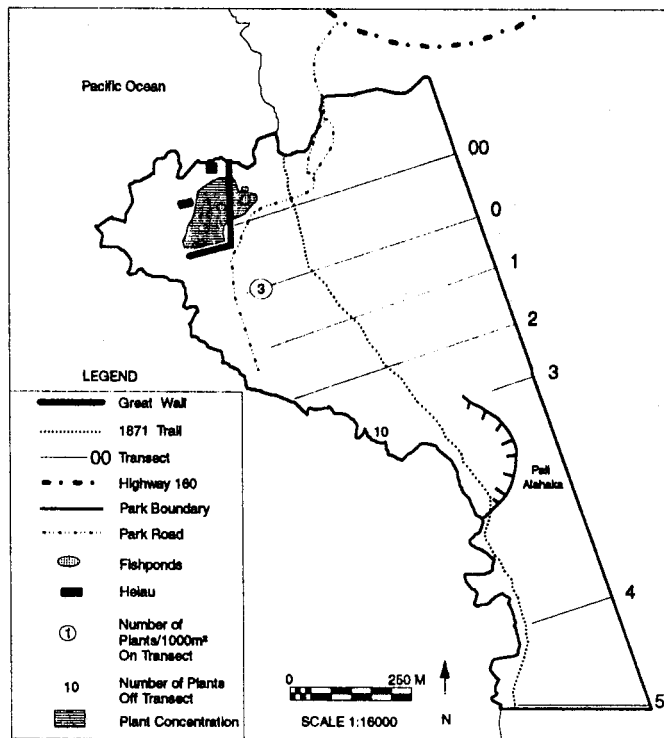 Pacific Ocean
00
0
1
2
3
3
10
Pali
Alahaka
4
5
LEGEND
Great Wall
1871 Trail
00 Transect
Highway 160
Park Boundary
Park Road
Fishponds
Heiau
1 Number of
Plants/1000m²
On Transect
10 Number of Plants
Off Transect
Plant Concentration
0 250 M
SCALE 1:16000
N